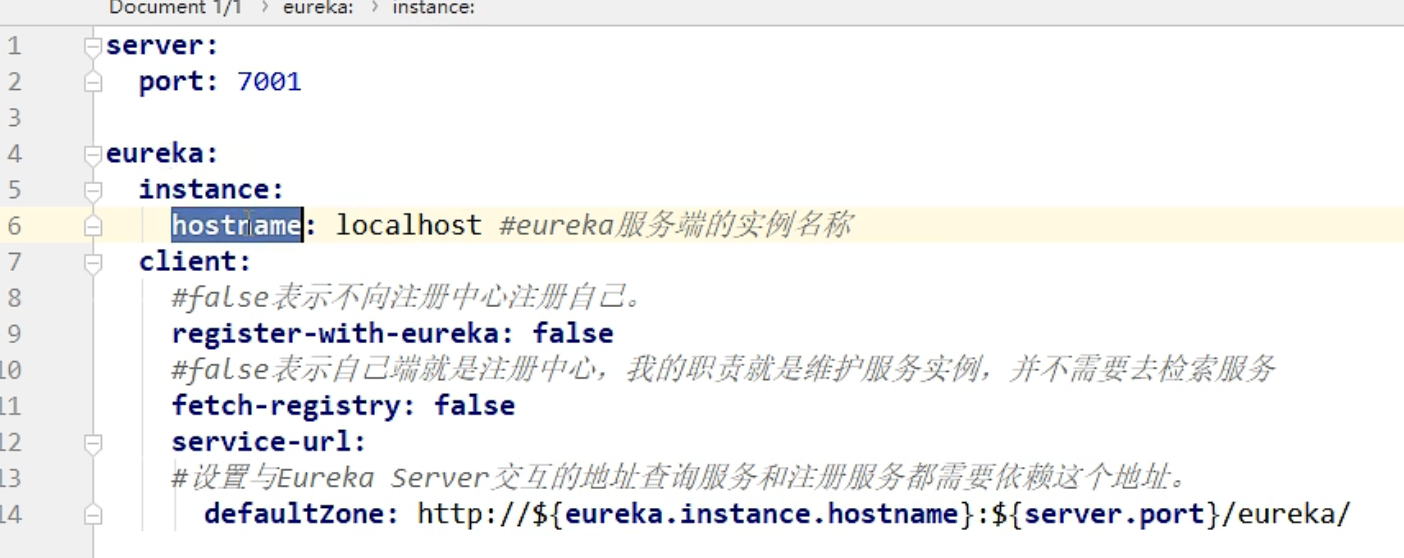 Document 1/1 › eureka: › instance:
1 server:
2 port: 7001
3
4 eureka:
5 instance:
6 hostname: localhost #eureka服务端的实例名称
7 client:
8 #false表示不向注册中心注册自己。
9 register-with-eureka: false
10 #false表示自己端就是注册中心，我的职责就是维护服务实例，并不需要去检索服务
11 fetch-registry: false
12 service-url:
13 #设置与Eureka Server交互的地址查询服务和注册服务都需要依赖这个地址。
14 defaultZone: http://${eureka.instance.hostname}:${server.port}/eureka/